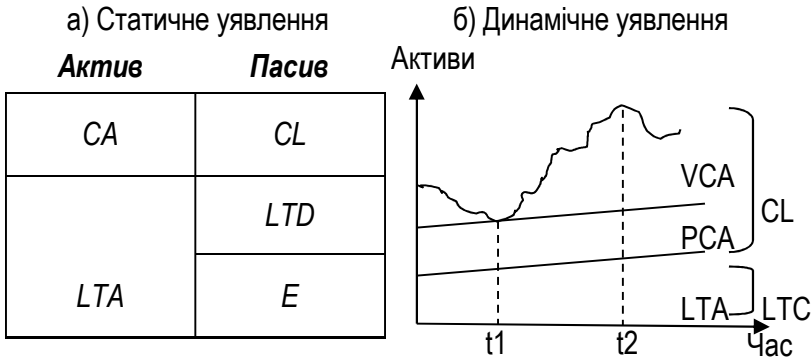 а) Статичне уявлення
Актив Пасив
CA CL
LTD
LTA E
б) Динамічне уявлення
Активи
VCA
CL
PCA
LTA LTC
t1 t2 Час